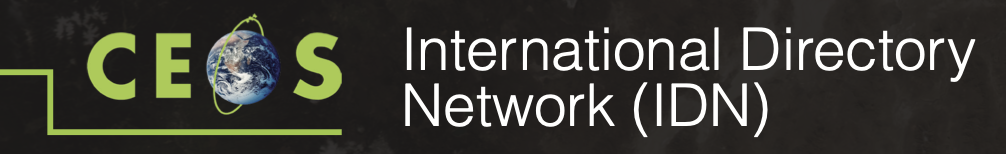 CEOS
International Directory
Network (IDN)